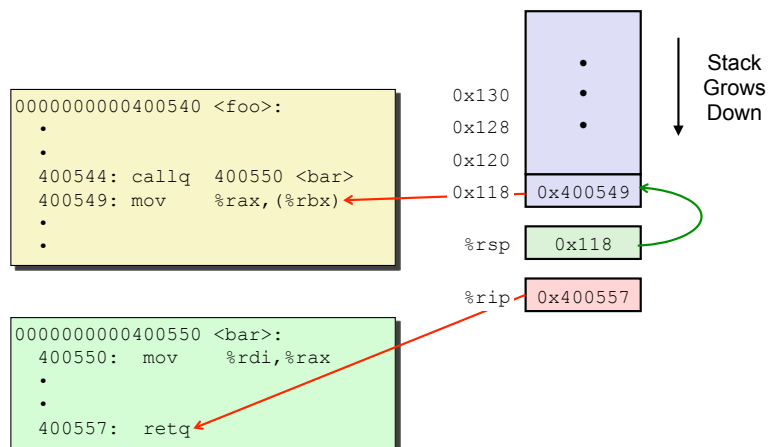 0000000000400540 <foo>:
•
•
400544: callq 400550 <bar>
400549: mov %rax,(%rbx)
•
•
0000000000400550 <bar>:
400550: mov %rdi,%rax
•
•
400557: retq
•
•
•
0x130
0x128
0x120
0x118 0x400549
%rsp 0x118
%rip 0x400557
Stack
Grows
Down